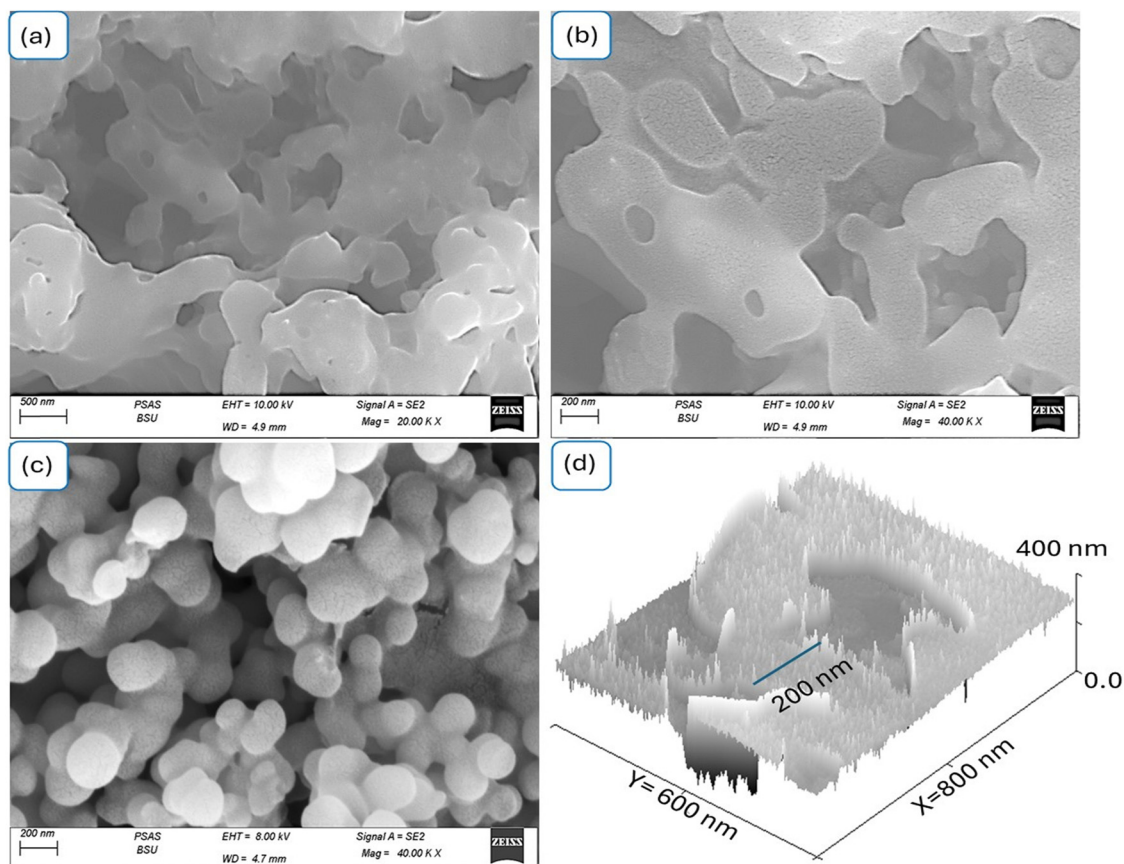 (a)
500 nm
PSAS
BSU
EHT = 10.00 kV
WD = 4.9 mm
Signal A = SE2
Mag = 20.00 K X
ZEISS
(b)
200 nm
PSAS
BSU
EHT = 10.00 kV
WD = 4.9 mm
Signal A = SE2
Mag = 40.00 K X
ZEISS
(c)
200 nm
PSAS
BSU
EHT = 8.00 kV
WD = 4.7 mm
Signal A = SE2
Mag = 40.00 K X
ZEISS
(d)
400 nm
0.0
200 nm
Y= 600 nm
X=800 nm